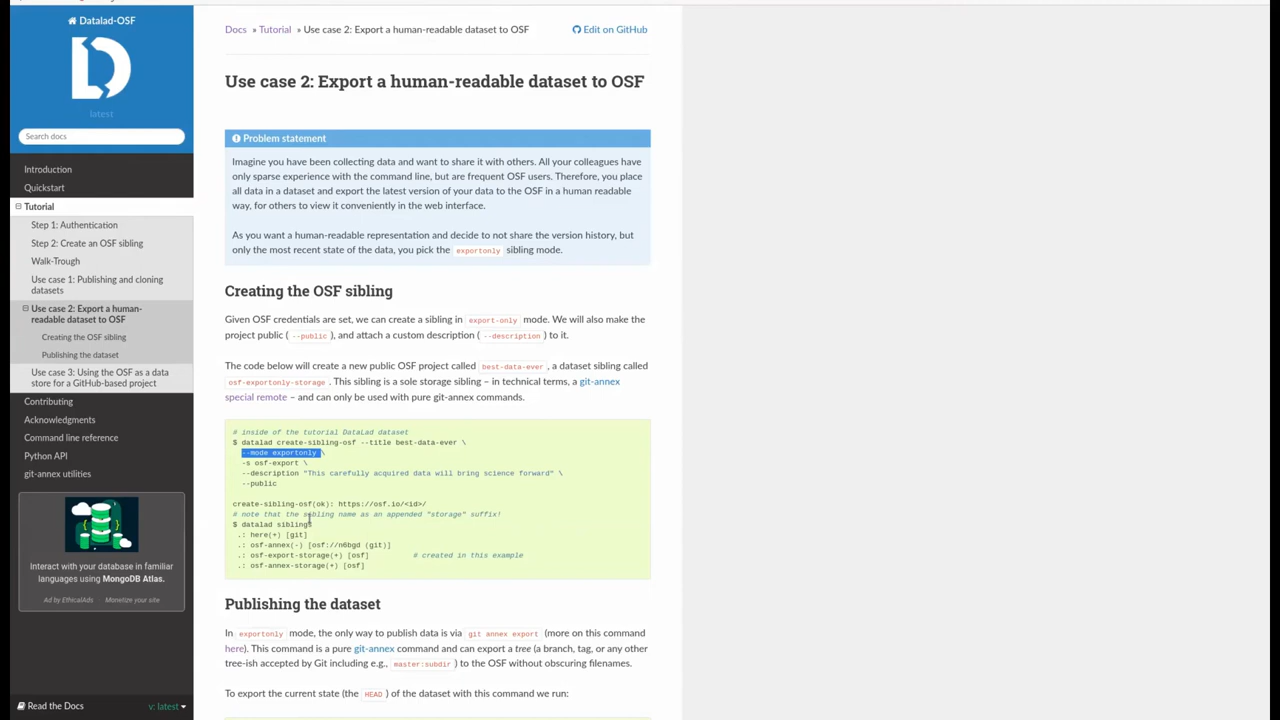 Datalad-OSF
latest
Search docs
Introduction
Quickstart
Tutorial
Step 1: Authentication
Step 2: Create an OSF sibling
Walk-Trough
Use case 1: Publishing and cloning
datasets
Use case 2: Export a human-
readable dataset to OSF
Creating the OSF sibling
Publishing the dataset
Use case 3: Using the OSF as a data
store for a GitHub-based project
Contributing
Acknowledgments
Command line reference
Python API
git-annex utilities
Interact with your database in familiar
languages using MongoDB Atlas.
Ad by EthicalAds Monetize your site
Read the Docs v: latest
Docs » Tutorial » Use case 2: Export a human-readable dataset to OSF Edit on GitHub
Use case 2: Export a human-readable dataset to OSF
Problem statement
Imagine you have been collecting data and want to share it with others. All your colleagues have
only sparse experience with the command line, but are frequent OSF users. Therefore, you place
all data in a dataset and export the latest version of your data to the OSF in a human readable
way, for others to view it conveniently in the web interface.
As you want a human-readable representation and decide to not share the version history, but
only the most recent state of the data, you pick the exportonly sibling mode.
Creating the OSF sibling
Given OSF credentials are set, we can create a sibling in export-only mode. We will also make the
project public ( --public ), and attach a custom description ( --description ) to it.
The code below will create a new public OSF project called best-data-ever , a dataset sibling called
osf-exportonly-storage . This sibling is a sole storage sibling – in technical terms, a git-annex
special remote – and can only be used with pure git-annex commands.
# inside of the tutorial DataLad dataset
$ datalad create-sibling-osf --title best-data-ever \
--mode exportonly \
-s osf-export \
--description "This carefully acquired data will bring science forward" \
--public
create-sibling-osf(ok): https://osf.io/<id>/
# note that the sibling name as an appended "storage" suffix!
$ datalad siblings
.: here(+) [git]
.: osf-annex(-) [osf://n6bgd (git)]
.: osf-export-storage(+) [osf] # created in this example
.: osf-annex-storage(+) [osf]
Publishing the dataset
In exportonly mode, the only way to publish data is via git annex export (more on this command
here). This command is a pure git-annex command and can export a tree (a branch, tag, or any other
tree-ish accepted by Git including e.g., master:subdir ) to the OSF without obscuring filenames.
To export the current state (the HEAD ) of the dataset with this command we run: